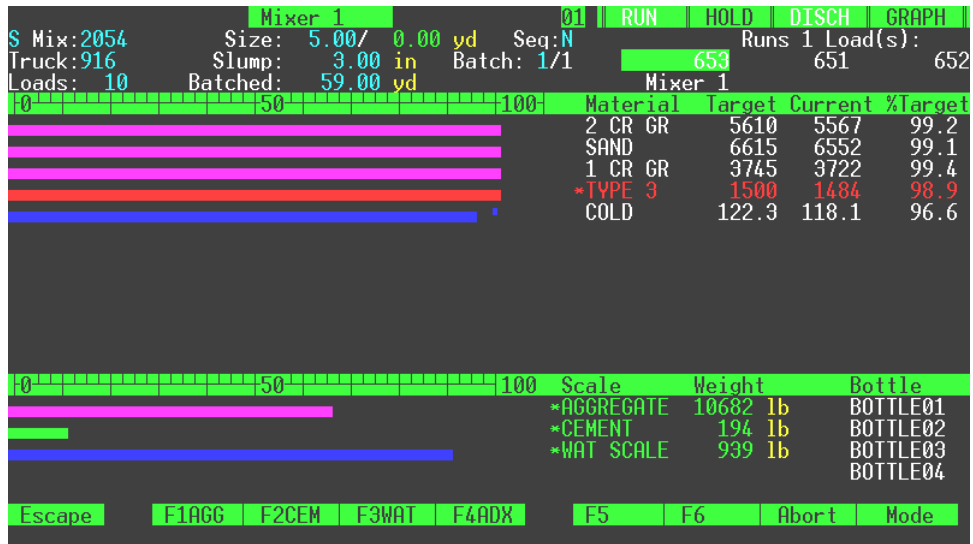 Mixer 1 01 RUN HOLD DISCH GRAPH
S Mix:2054 Size: 5.00/ 0.00 yd Seq:N Runs 1 Load(s):
Truck:916 Slump: 3.00 in Batch: 1/1 653 651 652
Loads: 10 Batched: 59.00 yd Mixer 1
0 50 100 Material Target Current %Target
2 CR GR 5610 5567 99.2
SAND 6615 6552 99.1
1 CR GR 3745 3722 99.4
*TYPE 3 1500 1484 98.9
COLD 122.3 118.1 96.6
0 50 100 Scale Weight Bottle
*AGGREGATE 10682 lb BOTTLE01
*CEMENT 194 lb BOTTLE02
*WAT SCALE 939 lb BOTTLE03
BOTTLE04
Escape F1AGG F2CEM F3WAT F4ADX F5 F6 Abort Mode